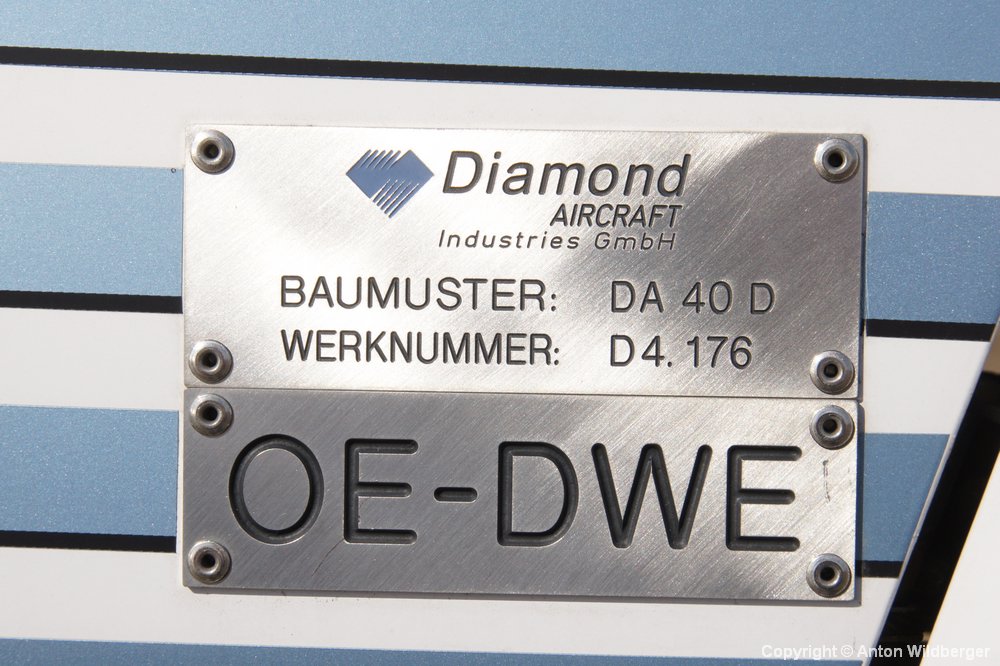 Diamond
AIRCRAFT
Industries GmbH
BAUMUSTER: DA 40 D
WERKNUMMER: D4.176
OE-DWE
Copyright © Anton Wildberger